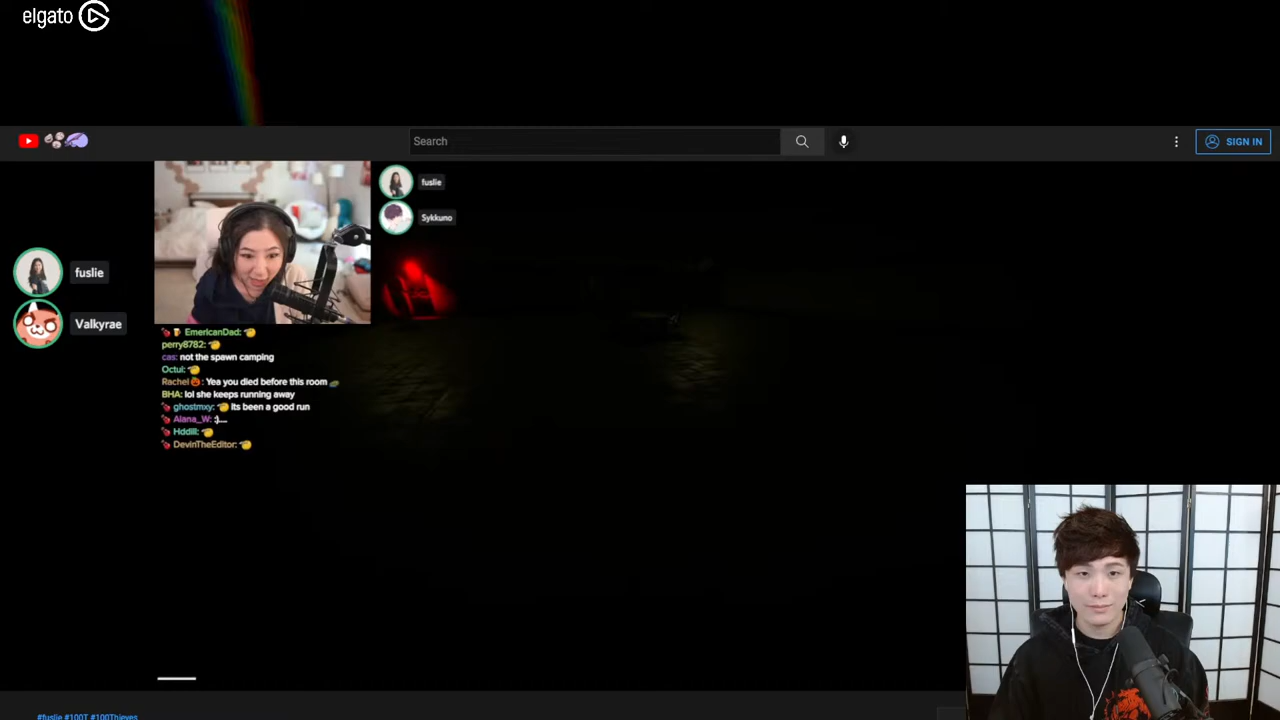 elgato
Search
SIGN IN
fuslie
Sykkuno
fuslie
Valkyrae
EmericanDad:
perry8782:
cas: not the spawn camping
Octul:
Rachel : Yea you died before this room
BHA: lol she keeps running away
ghostmxy: Its been a good run
Alana_W: :)....
Hddill:
DevinTheEditor:
#fuslie #100T #100Thieves